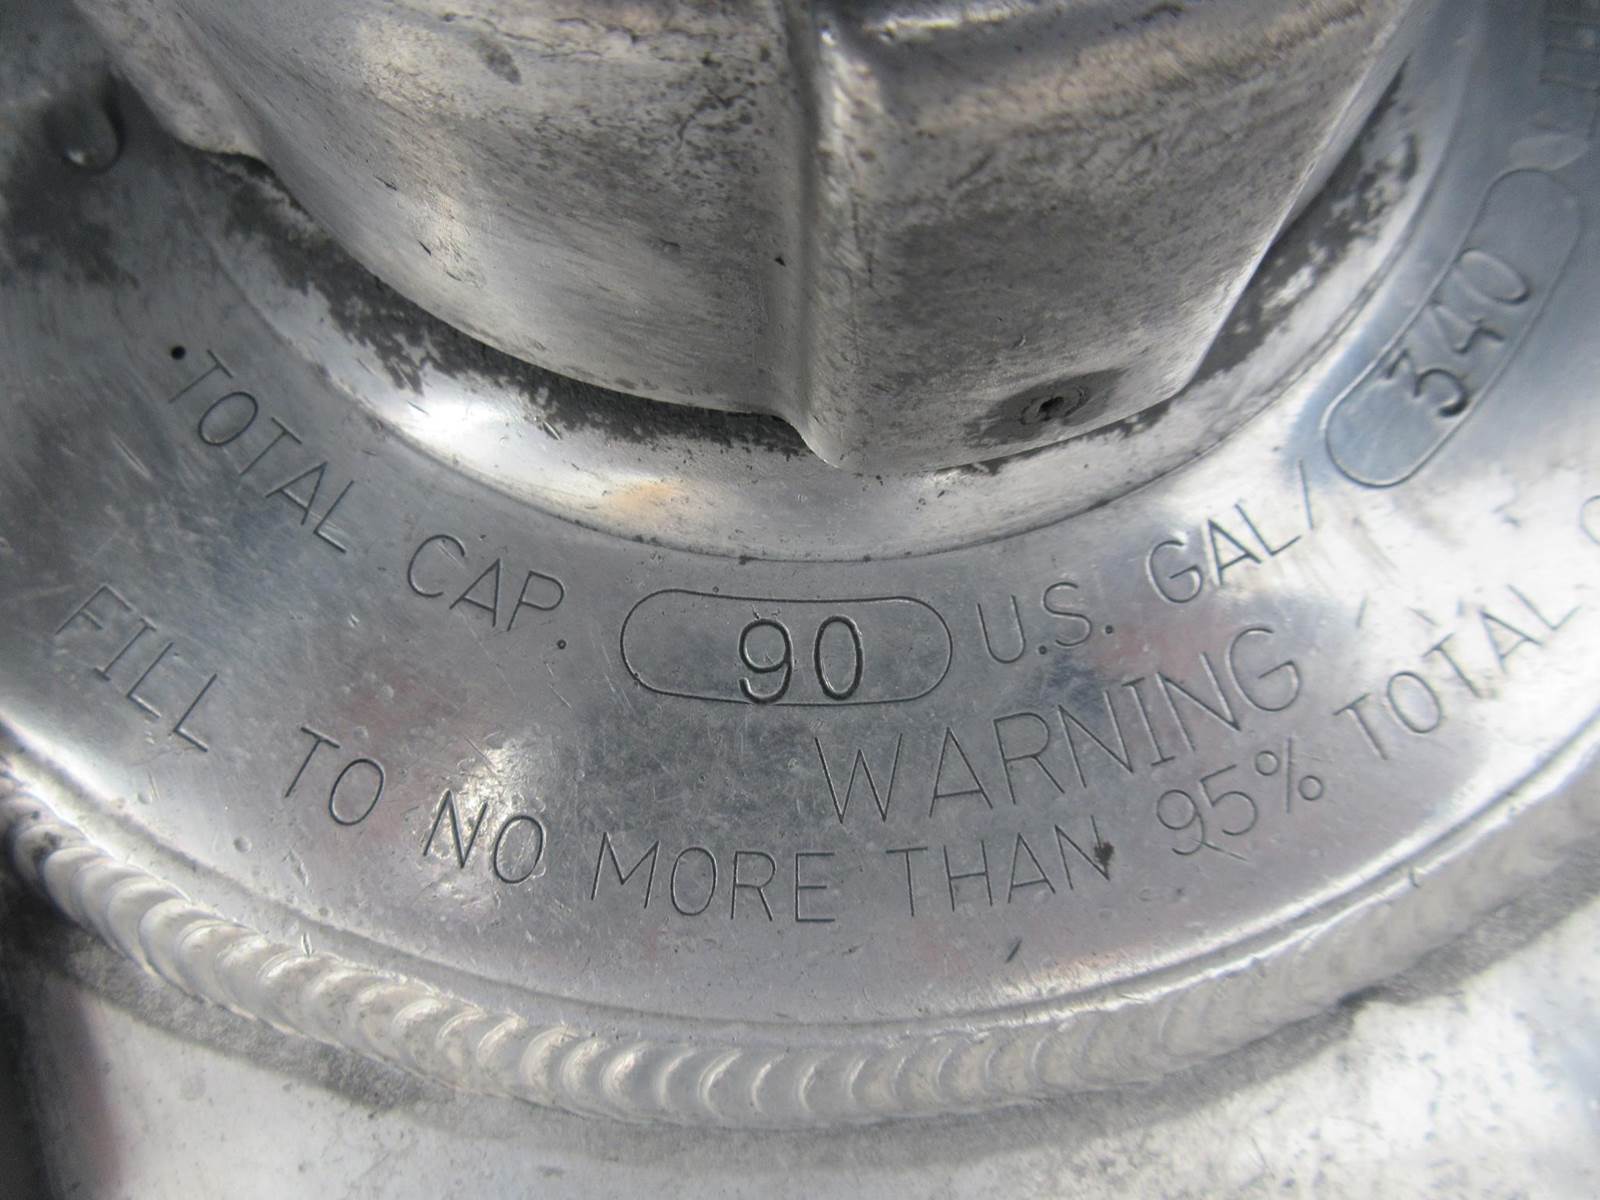 TOTAL CAP. 90 U.S. GAL/ 340
WARNING
FILL TO NO MORE THAN 95% TOTAL